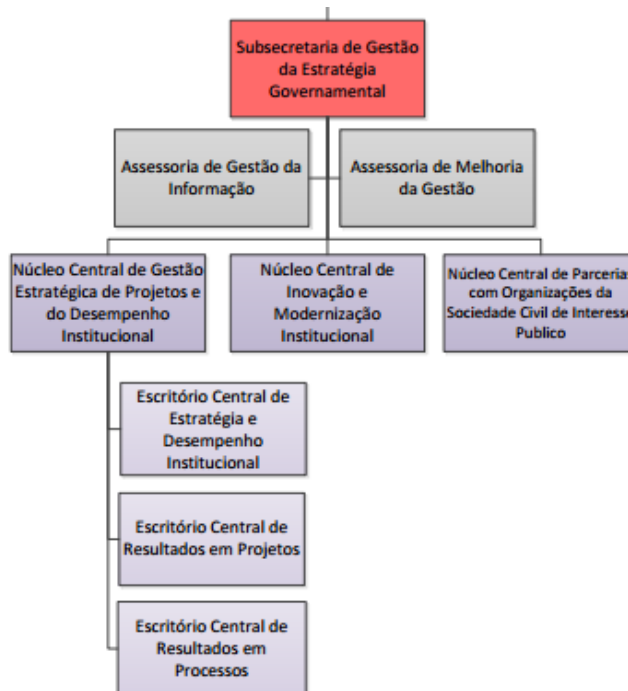 Subsecretaria de Gestão
da Estratégia
Governamental
Assessoria de Gestão da
Informação
Assessoria de Melhoria
da Gestão
Núcleo Central de Gestão
Estratégica de Projetos e
do Desempenho
Institucional
Núcleo Central de
Inovação e
Modernização
Institucional
Núcleo Central de Parcerias
com Organizações da
Sociedade Civil de Interesse
Publico
Escritório Central de
Estratégia e
Desempenho
Institucional
Escritório Central de
Resultados em Projetos
Escritório Central de
Resultados em
Processos